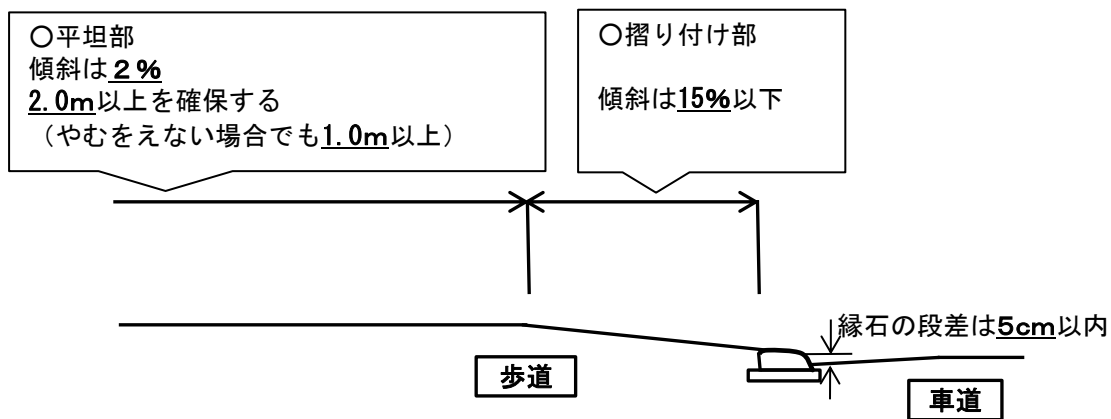 ○平坦部
傾斜は２%
2.0m以上を確保する
（やむをえない場合でも1.0m以上）
○摺り付け部
傾斜は15%以下
縁石の段差は5cm以内
歩道
車道